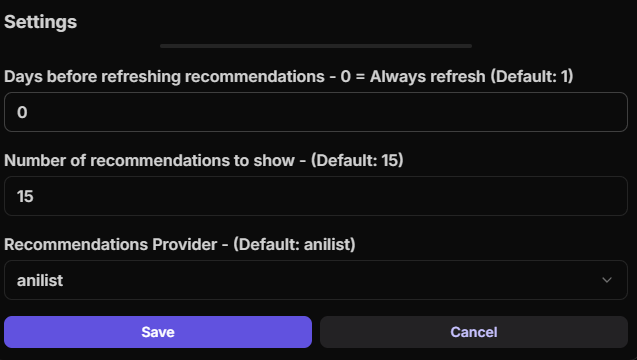 Settings
Days before refreshing recommendations - 0 = Always refresh (Default: 1)
0
Number of recommendations to show - (Default: 15)
15
Recommendations Provider - (Default: anilist)
anilist
Save Cancel